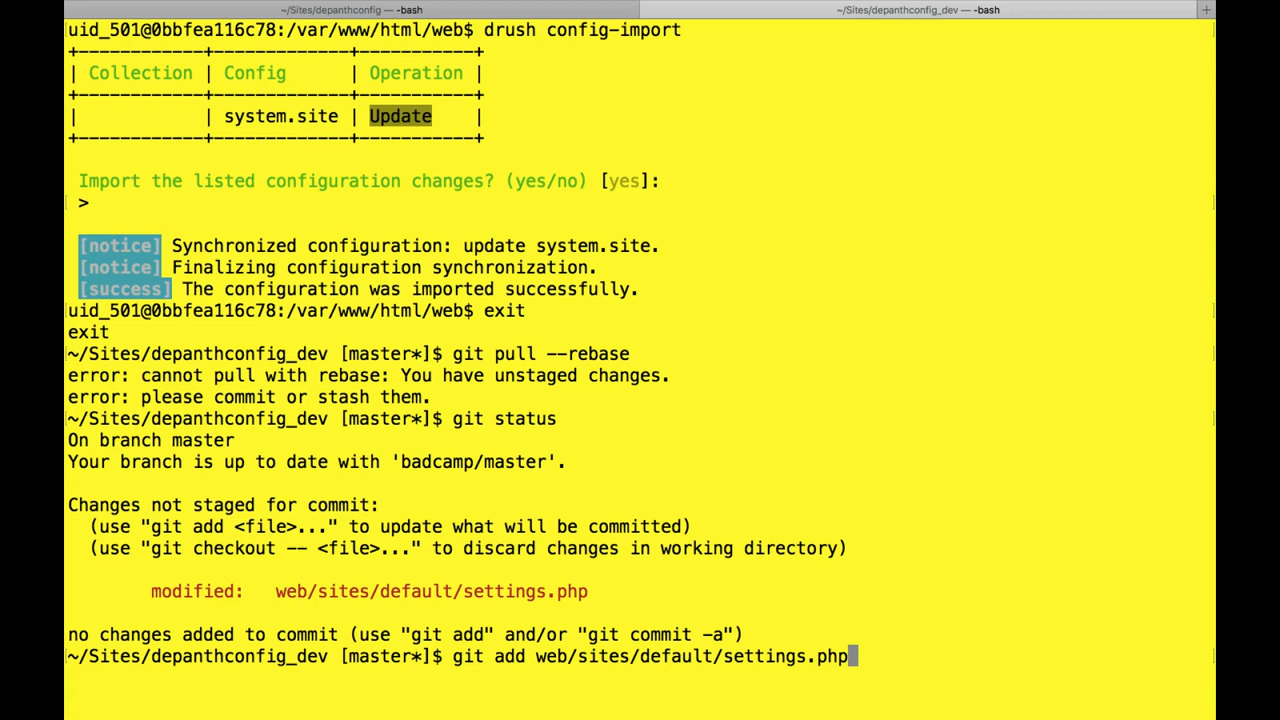 ~/Sites/depanthconfig — -bash
~/Sites/depanthconfig_dev — -bash
+
uid_501@0bbfea116c78:/var/www/html/web$ drush config-import
+------------+-------------+-----------+
| Collection | Config      | Operation |
+------------+-------------+-----------+
|            | system.site | Update    |
+------------+-------------+-----------+
Import the listed configuration changes? (yes/no) [yes]:
>
[notice] Synchronized configuration: update system.site.
[notice] Finalizing configuration synchronization.
[success] The configuration was imported successfully.
uid_501@0bbfea116c78:/var/www/html/web$ exit
exit
~/Sites/depanthconfig_dev [master*]$ git pull --rebase
error: cannot pull with rebase: You have unstaged changes.
error: please commit or stash them.
~/Sites/depanthconfig_dev [master*]$ git status
On branch master
Your branch is up to date with 'badcamp/master'.
Changes not staged for commit:
(use "git add <file>..." to update what will be committed)
(use "git checkout -- <file>..." to discard changes in working directory)
modified:   web/sites/default/settings.php
no changes added to commit (use "git add" and/or "git commit -a")
~/Sites/depanthconfig_dev [master*]$ git add web/sites/default/settings.php